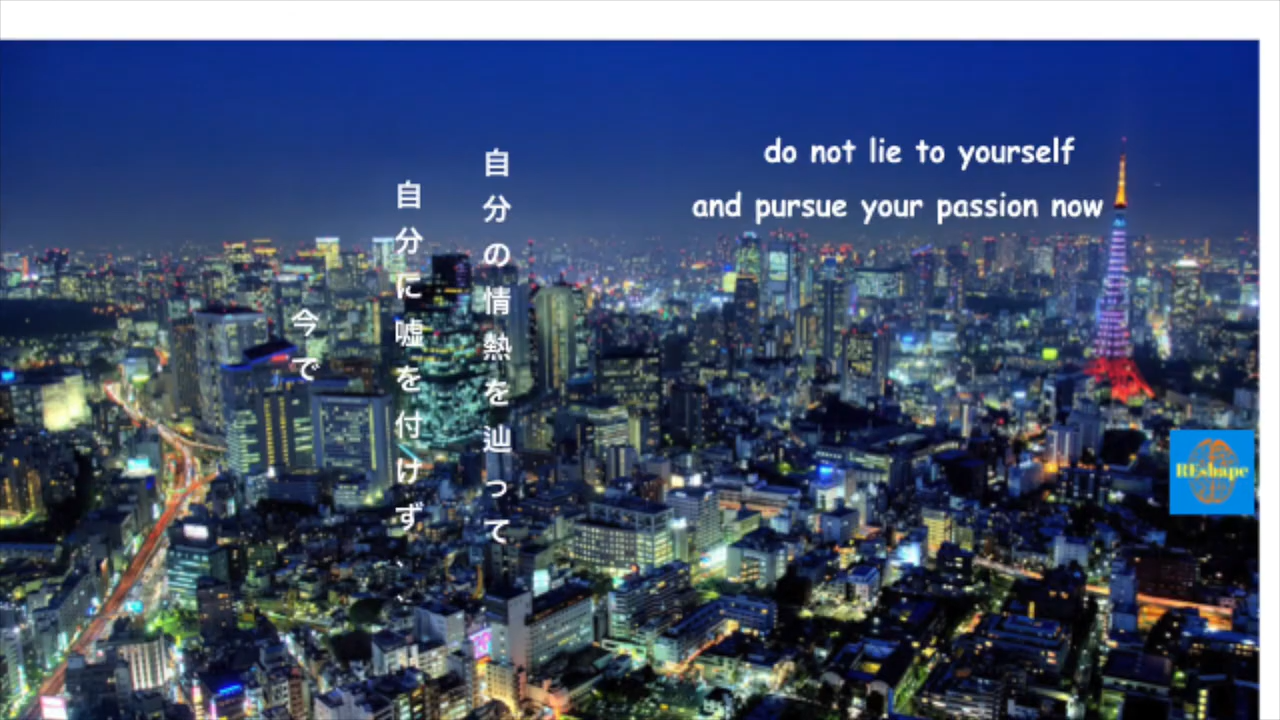 自分の情熱を辿って
自分に嘘を付けず、
今で
do not lie to yourself
and pursue your passion now
REshape